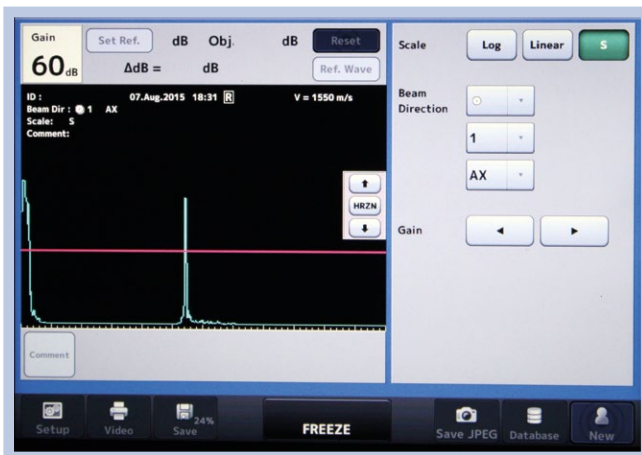 Gain
60 dB
Set Ref. dB Obj. dB Reset
ΔdB = dB Ref. Wave
ID : 07.Aug.2015 18:31 R V = 1550 m/s
Beam Dir : 1 AX
Scale: S
Comment:
HRZN
Comment
Scale Log Linear S
Beam
Direction
1
AX
Gain
Setup Video Save 24% FREEZE Save JPEG Database New